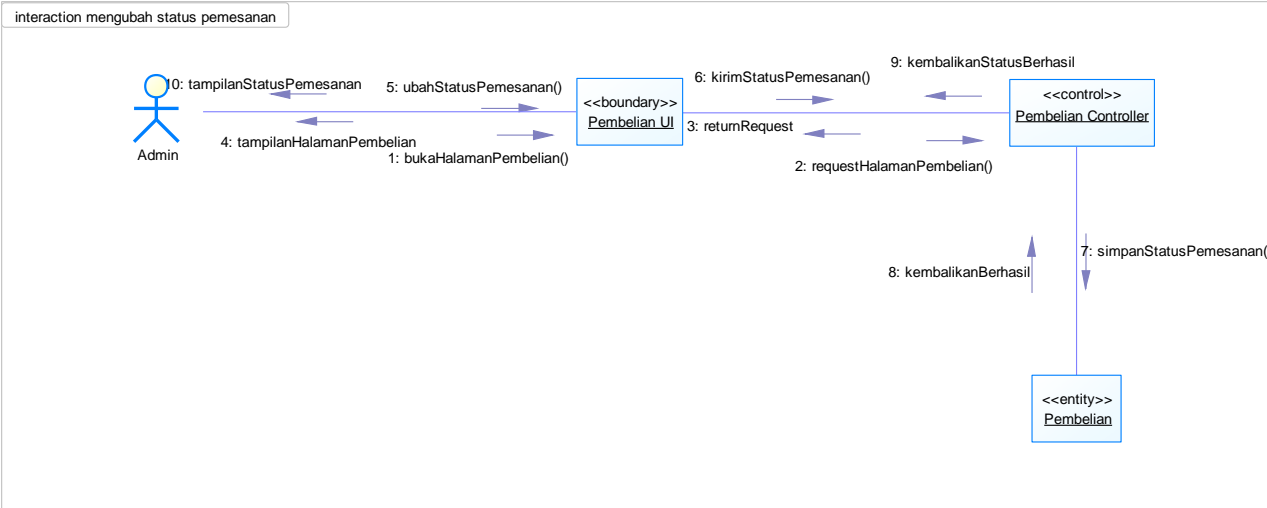 interaction mengubah status pemesanan
10: tampilanStatusPemesanan
5: ubahStatusPemesanan()
6: kirimStatusPemesanan()
9: kembalikanStatusBerhasil
<<boundary>>
Pembelian UI
<<control>>
Pembelian Controller
3: returnRequest
4: tampilanHalamanPembelian
Admin
1: bukaHalamanPembelian()
2: requestHalamanPembelian()
7: simpanStatusPemesanan(
8: kembalikanBerhasil
<<entity>>
Pembelian